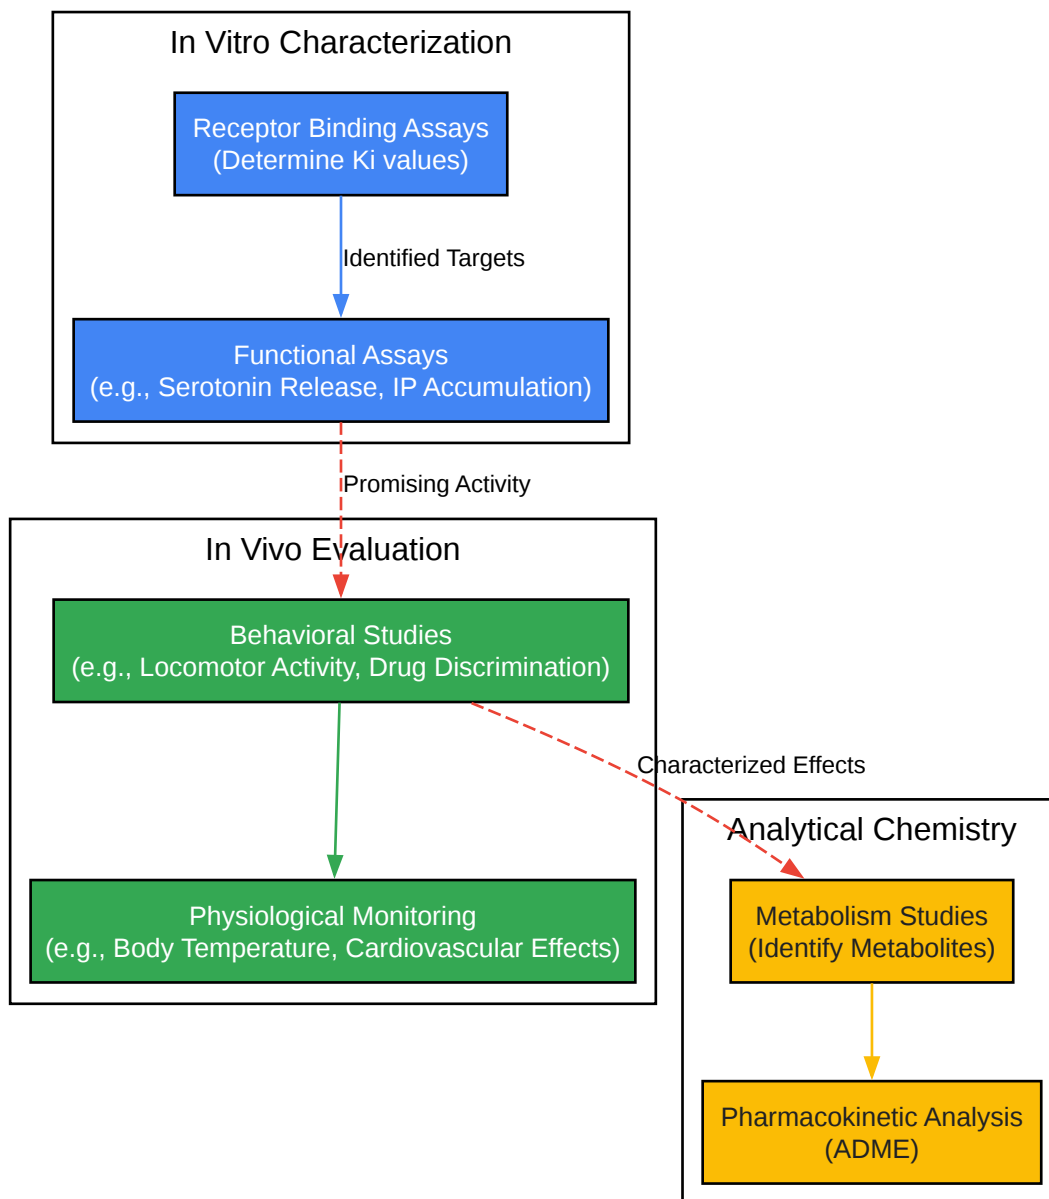 In Vitro Characterization
Receptor Binding Assays
(Determine Ki values)
Identified Targets
Functional Assays
(e.g., Serotonin Release, IP Accumulation)
Promising Activity
In Vivo Evaluation
Behavioral Studies
(e.g., Locomotor Activity, Drug Discrimination)
Characterized Effects
Analytical Chemistry
Physiological Monitoring
(e.g., Body Temperature, Cardiovascular Effects)
Metabolism Studies
(Identify Metabolites)
Pharmacokinetic Analysis
(ADME)